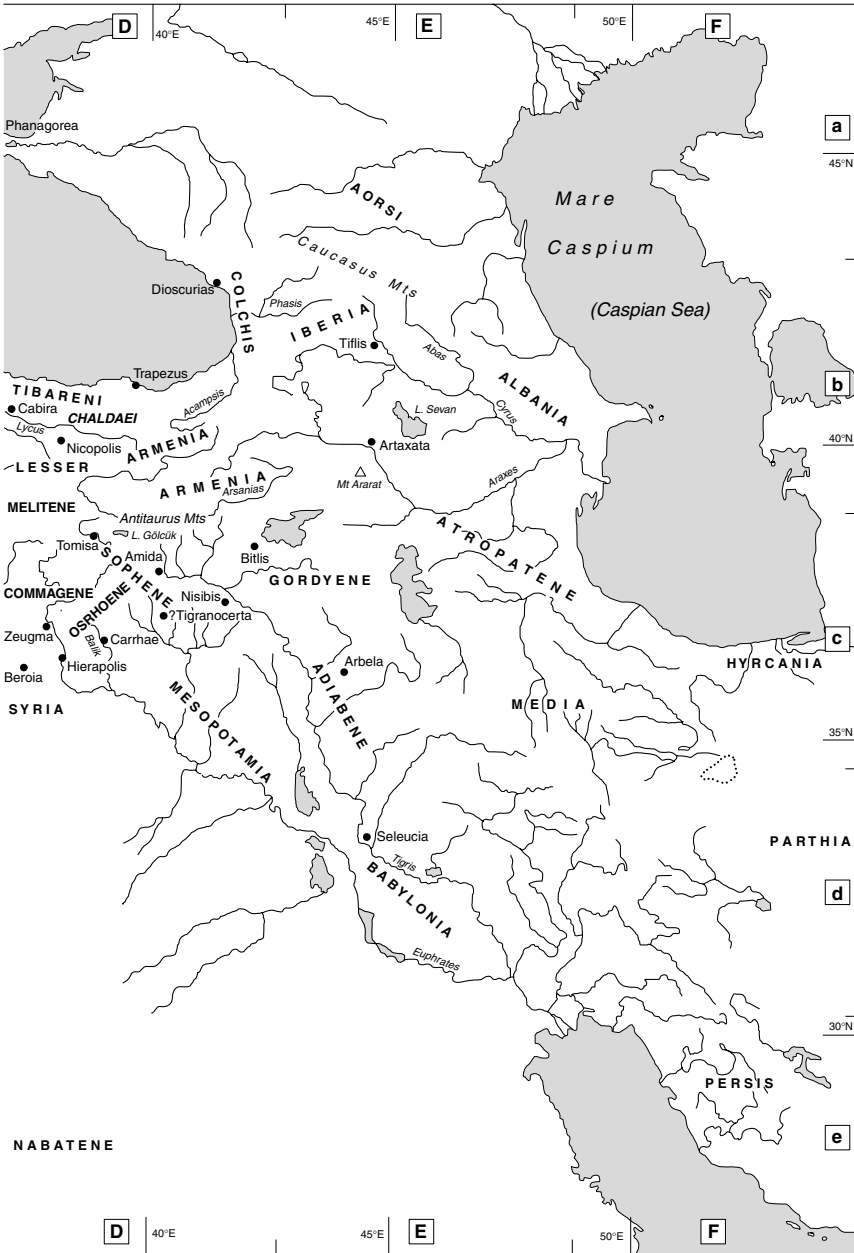 D
40°E
45°E
E
50°E
F
Phanagorea
a
45°N
AORSI
Mare
Caspium
(Caspian Sea)
Caucasus Mts
Dioscurias
COLCHIS
Phasis
IBERIA
Tiflis
Abas
Trapezus
ALBANIA
b
TIBARENI
Cabira
CHALDAEI
Acampsis
L. Sevan
Cyrus
Lycus
Nicopolis
ARMENIA
Artaxata
40°N
LESSER
ARMENIA
Arsanias
Mt Ararat
Araxes
MELITENE
Antitaurus Mts
L. Gölcük
ATROPATENE
Tomisa
SOPHENE
Amida
Bitlis
GORDYENE
COMMAGENE
OSRHOENE
Nisibis
?Tigranocerta
Zeugma
Balik
Carrhae
c
Hierapolis
Beroia
Arbela
HYRCANIA
SYRIA
MESOPOTAMIA
ADIABENE
MEDIA
35°N
Seleucia
PARTHIA
Tigris
BABYLONIA
d
Euphrates
30°N
PERSIS
NABATENE
e
D
40°E
45°E
E
50°E
F